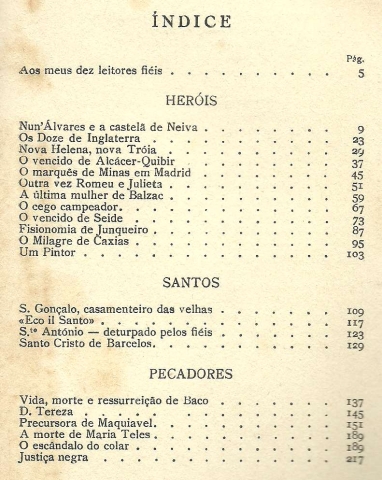 ÍNDICE
Pág.
Aos meus dez leitores fiéis . . . . . . . . . . 5
HERÓIS
Nun'Álvares e a castelã de Neiva . . . . . . . . 9
Os Doze de Inglaterra . . . . . . . . . . 23
Nova Helena, nova Tróia . . . . . . . . . 29
O vencido de Alcácer-Quibir . . . . . . . . 37
O marquês de Minas em Madrid . . . . . . . . 45
Outra vez Romeu e Julieta . . . . . . . . . 51
A última mulher de Balzac . . . . . . . . . 59
O cego campeador. . . . . . . . . . . 67
O vencido de Seide . . . . . . . . . . 73
Fisionomia de Junqueiro . . . . . . . . . 87
O Milagre de Caxias . . . . . . . . . . 95
Um Pintor . . . . . . . . . . . . 103
SANTOS
S. Gonçalo, casamenteiro das velhas . . . . . . . 109
«Eco il Santo» . . . . . . . . . . . 117
S.to António — deturpado pelos fiéis . . . . . . . 123
Santo Cristo de Barcelos. . . . . . . . . . 129
PECADORES
Vida, morte e ressurreição de Baco . . . . . . . 137
D. Tereza . . . . . . . . . . . . 145
Precursora de Maquiavel. . . . . . . . . . 151
A morte de Maria Teles . . . . . . . . . . 189
O escândalo do colar . . . . . . . . . . 189
Justiça negra . . . . . . . . . . . 217